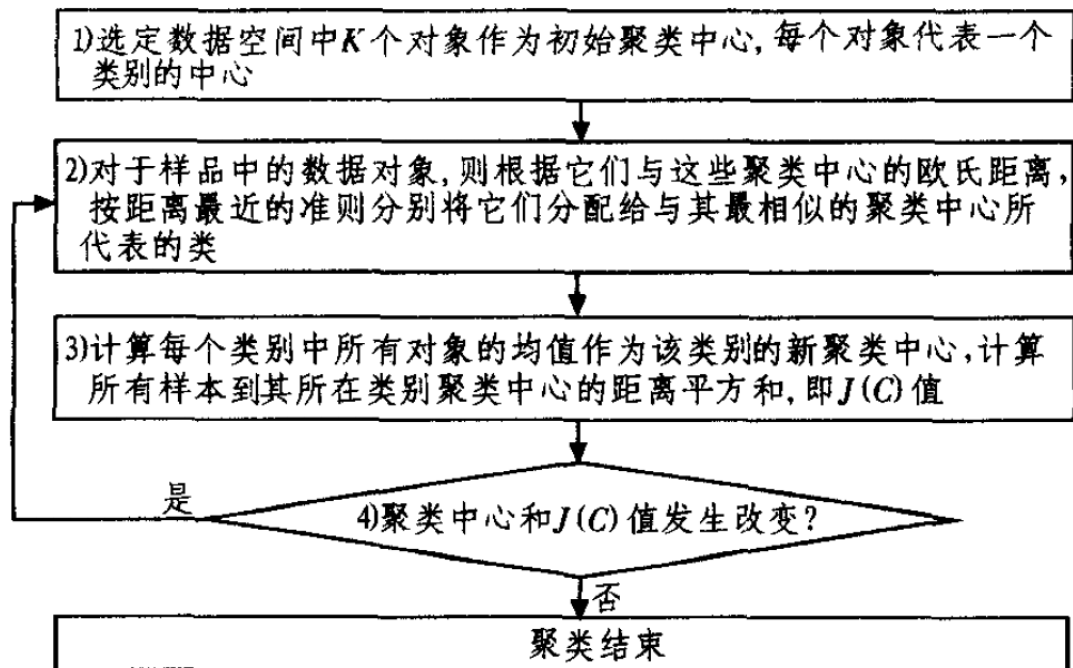 1)选定数据空间中K个对象作为初始聚类中心,每个对象代表一个
类别的中心
2)对于样品中的数据对象,则根据它们与这些聚类中心的欧氏距离,
按距离最近的准则分别将它们分配给与其最相似的聚类中心所
代表的类
3)计算每个类别中所有对象的均值作为该类别的新聚类中心,计算
所有样本到其所在类别聚类中心的距离平方和,即J(C)值
是
4)聚类中心和J(C)值发生改变?
否
聚类结束